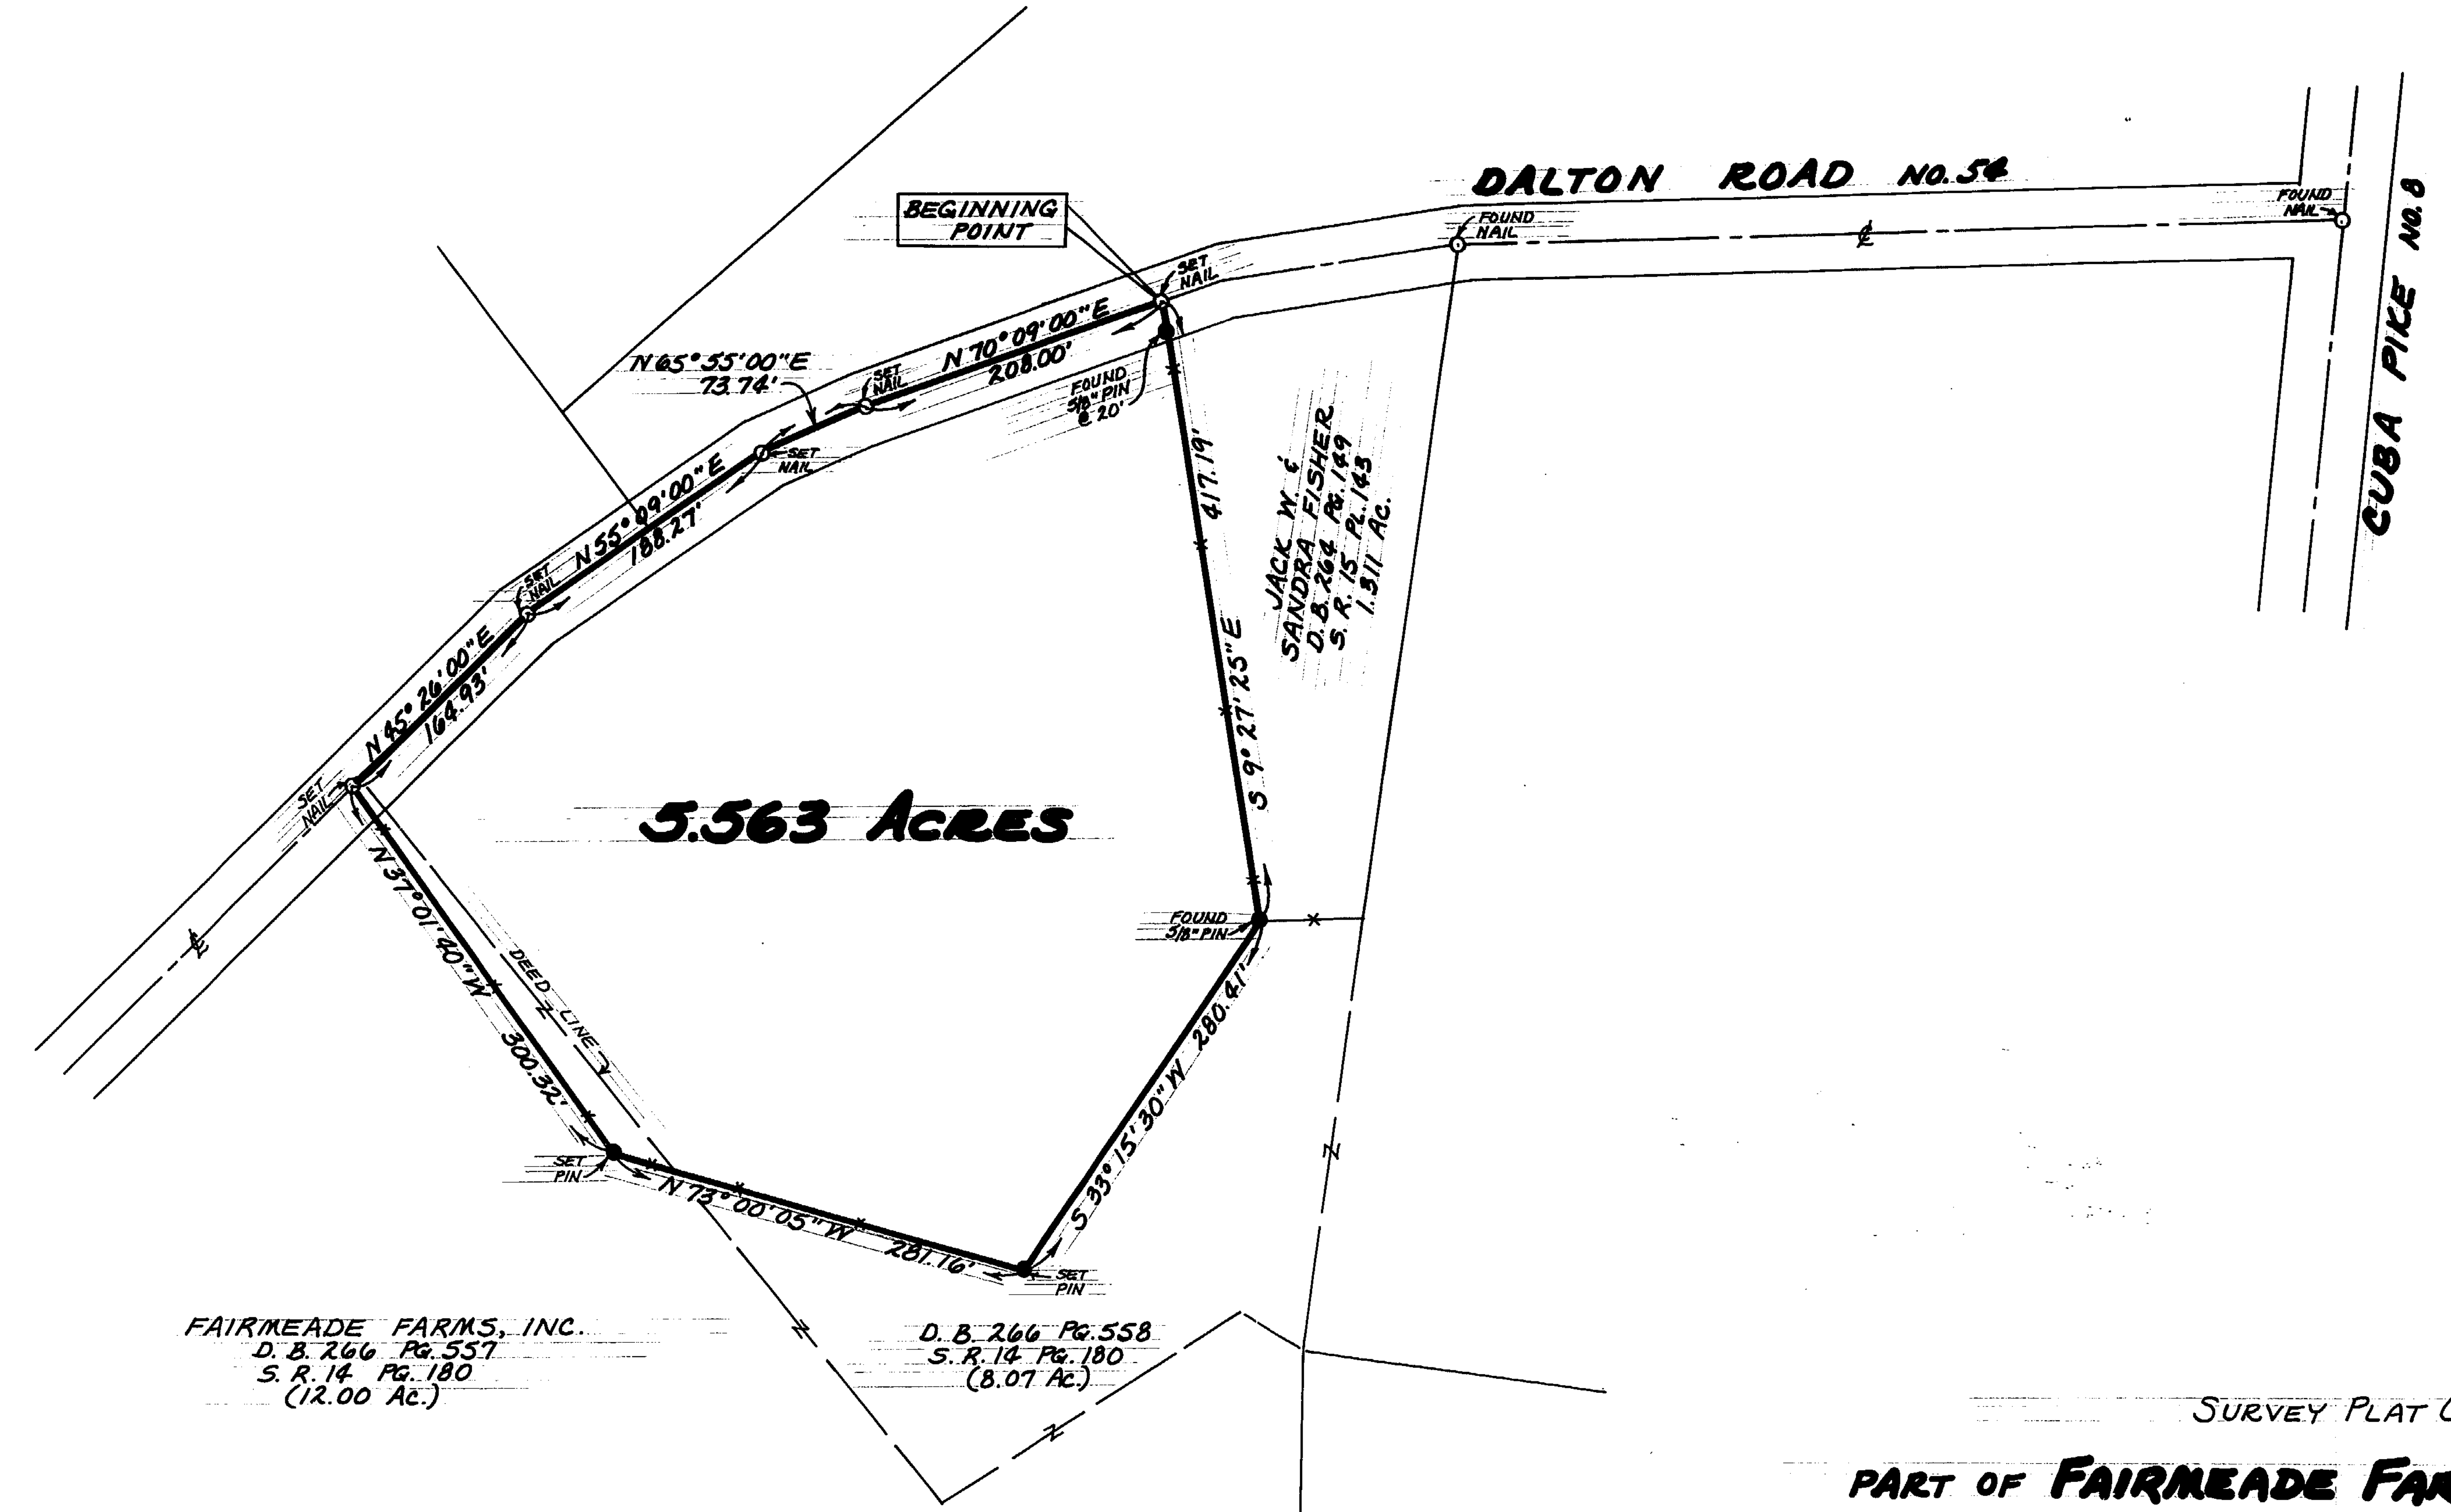 DALTON ROAD NO. 54
FOUND
NAIL
FOUND
NAIL
CUBA PIKE NO. 8
BEGINNING
POINT
SET
NAIL
N 70° 09' 00" E
208.00'
N 65° 55' 00" E
73.74'
SET
NAIL
FOUND
5/8" PIN
@ 20'
SET
NAIL
N 55° 09' 00" E
188.27'
SET
NAIL
N 45° 26' 00" E
164.93'
SET
NAIL
S 9° 27' 25" E 417.19'
JACK W. &
SANDRA FISHER
D. B. 264 PG. 149
S. R. 15 PL. 143
1.311 AC.
5.563 ACRES
N 37° 01' 40" W 300.32'
DEED LINE
FOUND
5/8" PIN
S 33° 15' 30" W 280.41'
SET
PIN
N 73° 00' 05" W 281.16'
SET
PIN
FAIRMEADE FARMS, INC.
D. B. 266 PG. 557
S. R. 14 PG. 180
(12.00 AC.)
D. B. 266 PG. 558
S. R. 14 PG. 180
(8.07 AC.)
SURVEY PLAT
PART OF FAIRMEADE